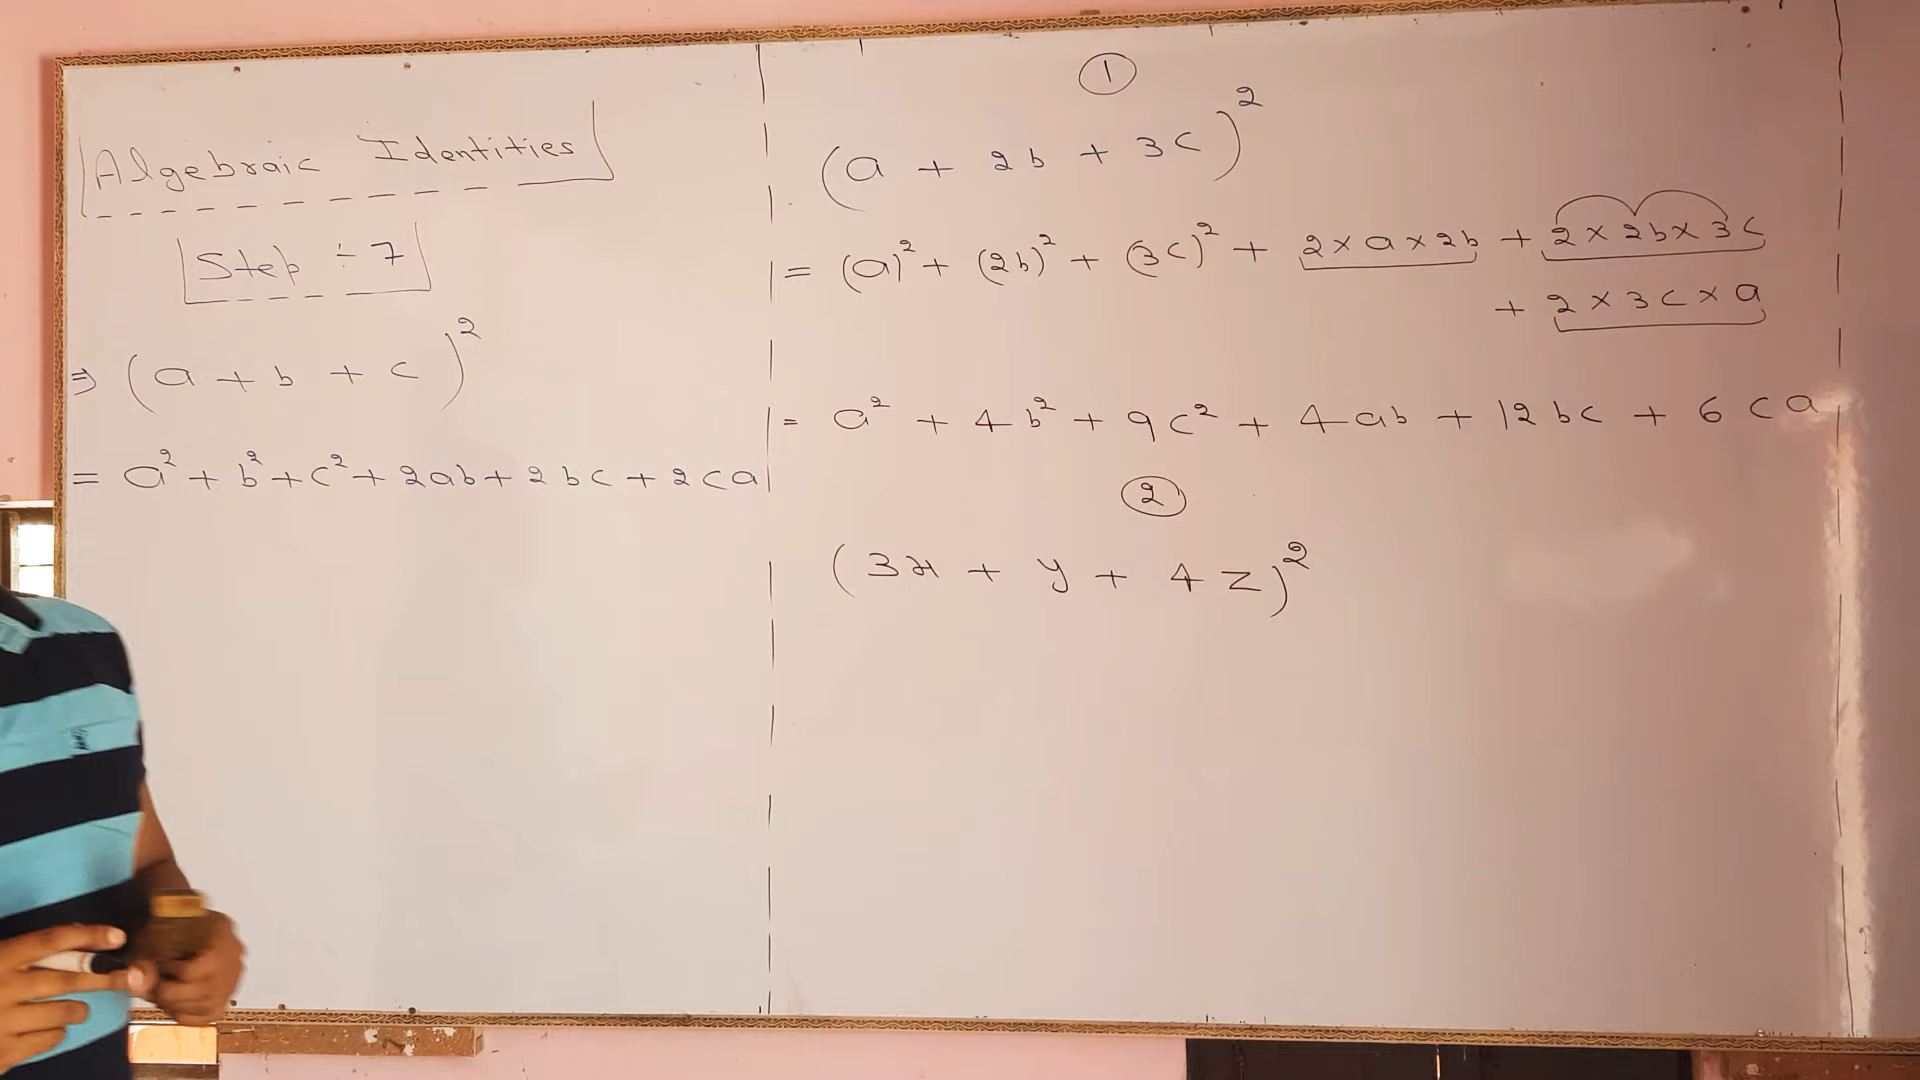 Algebraic Identities
Step ÷ 7
⇒ (a + b + c)²
= a² + b² + c² + 2ab + 2bc + 2ca
①
(a + 2b + 3c)²
= (a)² + (2b)² + (3c)² + 2×a×2b + 2×2b×3c
+ 2×3c×a
= a² + 4b² + 9c² + 4ab + 12bc + 6ca
②
(3x + y + 4z)²